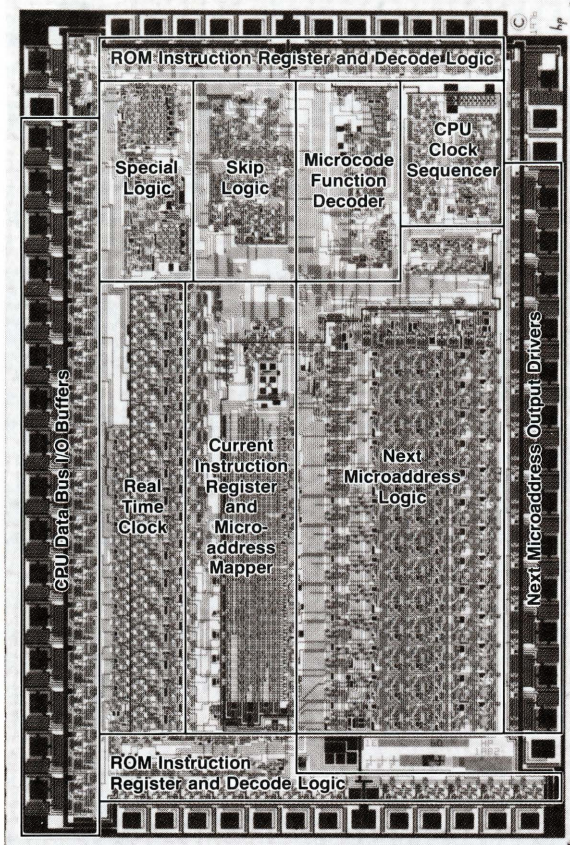 ©
hp
ROM Instruction Register and Decode Logic
Special
Logic
Skip
Logic
Microcode
Function
Decoder
CPU
Clock
Sequencer
CPU Data Bus I/O Buffers
Real
Time
Clock
Current
Instruction
Register
and
Micro-
address
Mapper
Next
Microaddress
Logic
Next Microaddress Output Drivers
ROM Instruction
Register and Decode Logic